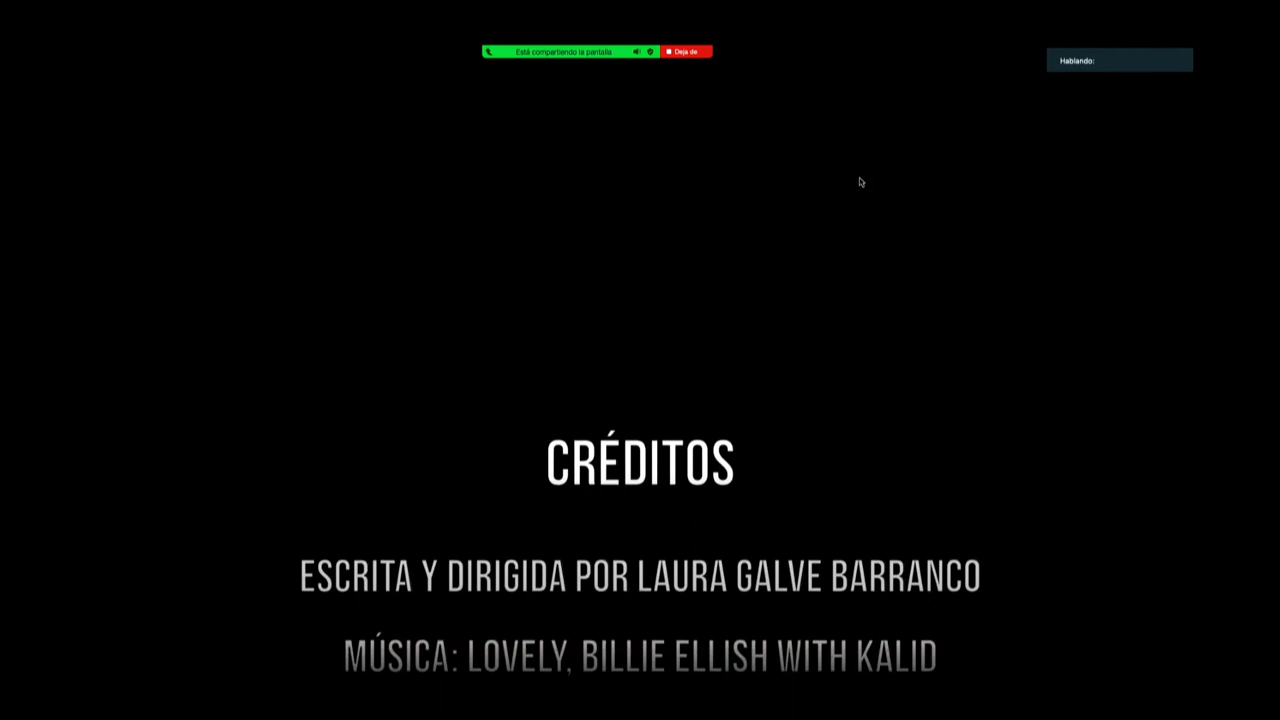 Está compartiendo la pantalla
Deja de
Hablando:
CRÉDITOS
ESCRITA Y DIRIGIDA POR LAURA GALVE BARRANCO
MÚSICA: LOVELY, BILLIE ELLISH WITH KALID